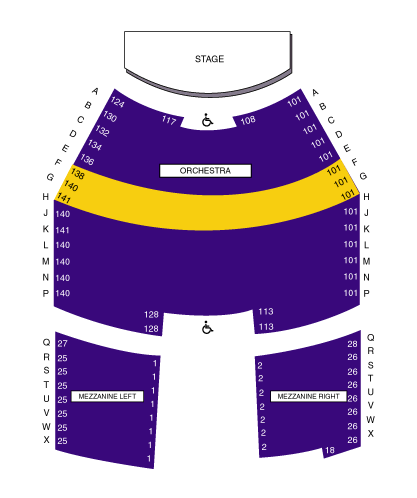 STAGE
A 124 117 108 101 A
B 130 101 B
C 132 101 C
D 134 101 D
E 136 101 E
ORCHESTRA
F 138 101 F
G 140 101 G
H 141 101 H
J 140 101 J
K 141 101 K
L 140 101 L
M 140 101 M
N 140 101 N
P 140 101 P
128 113
128 113
Q 27 1 2 28 Q
R 25 1 2 26 R
S 25 1 2 26 S
T 25 1 2 26 T
MEZZANINE LEFT
MEZZANINE RIGHT
U 25 1 2 26 U
V 25 1 2 26 V
W 25 1 2 26 W
X 25 1 18 26 X